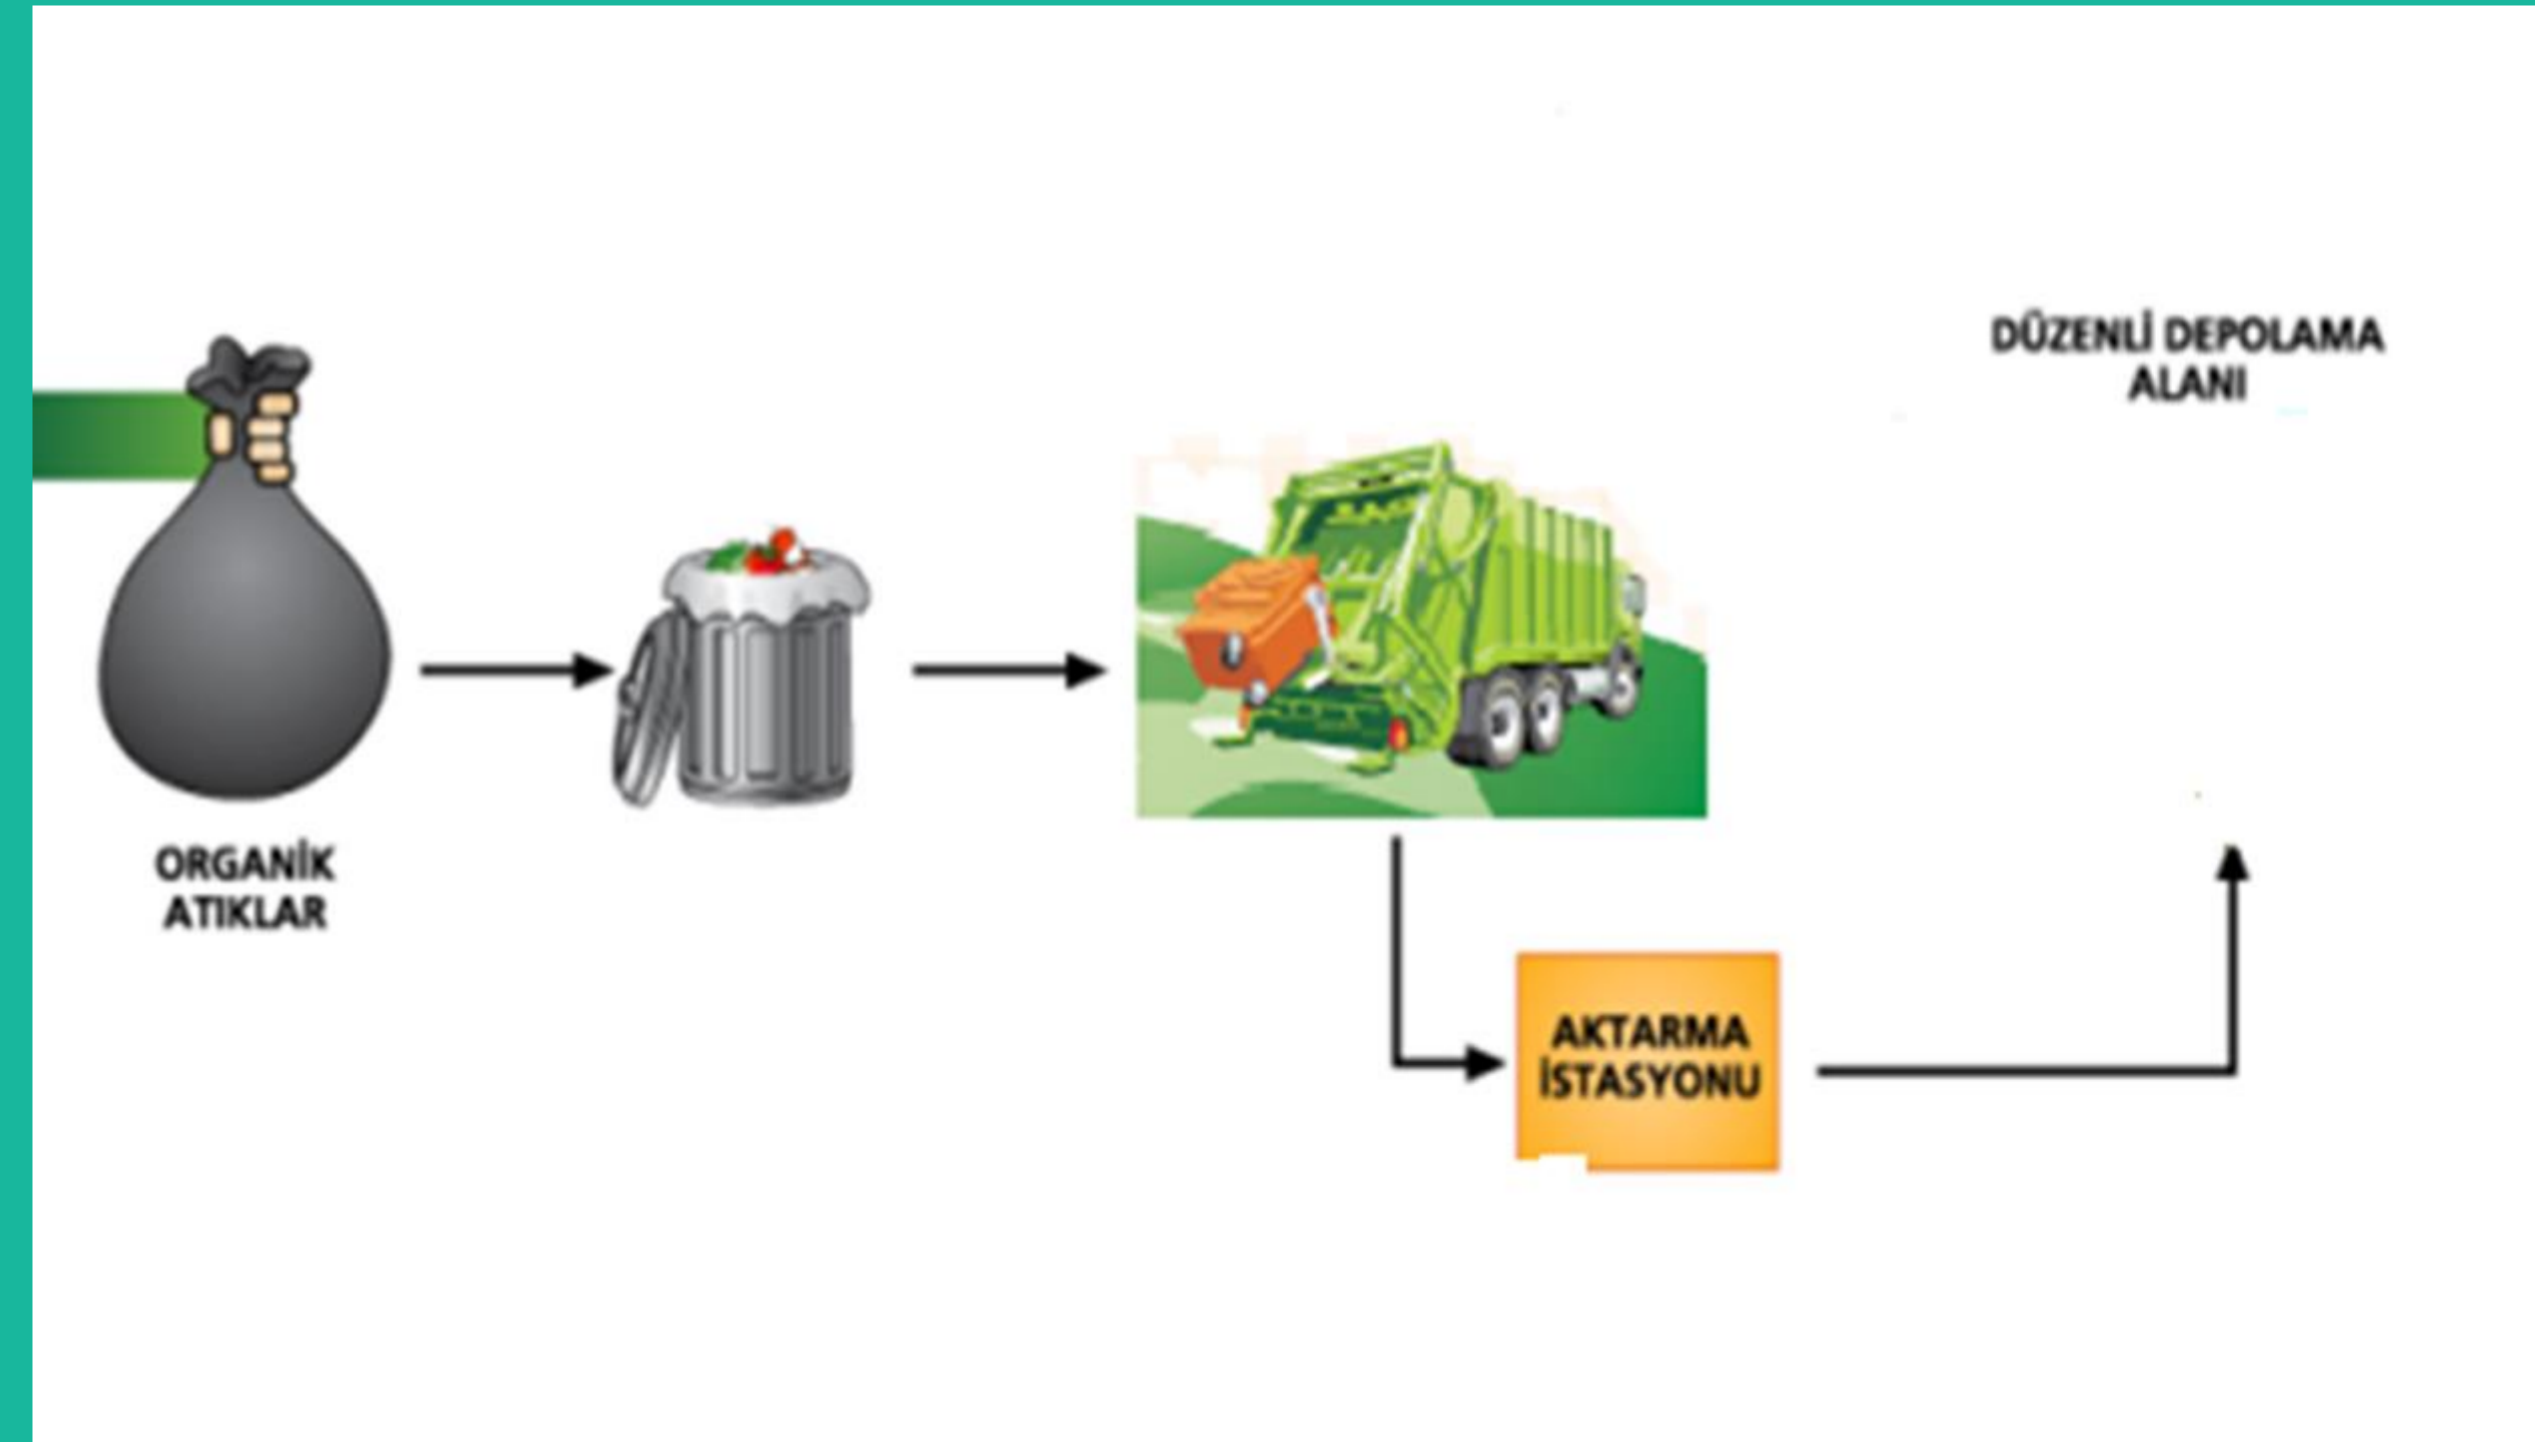 ORGANİK
ATIKLAR
AKTARMA
İSTASYONU
DÜZENLİ DEPOLAMA
ALANI